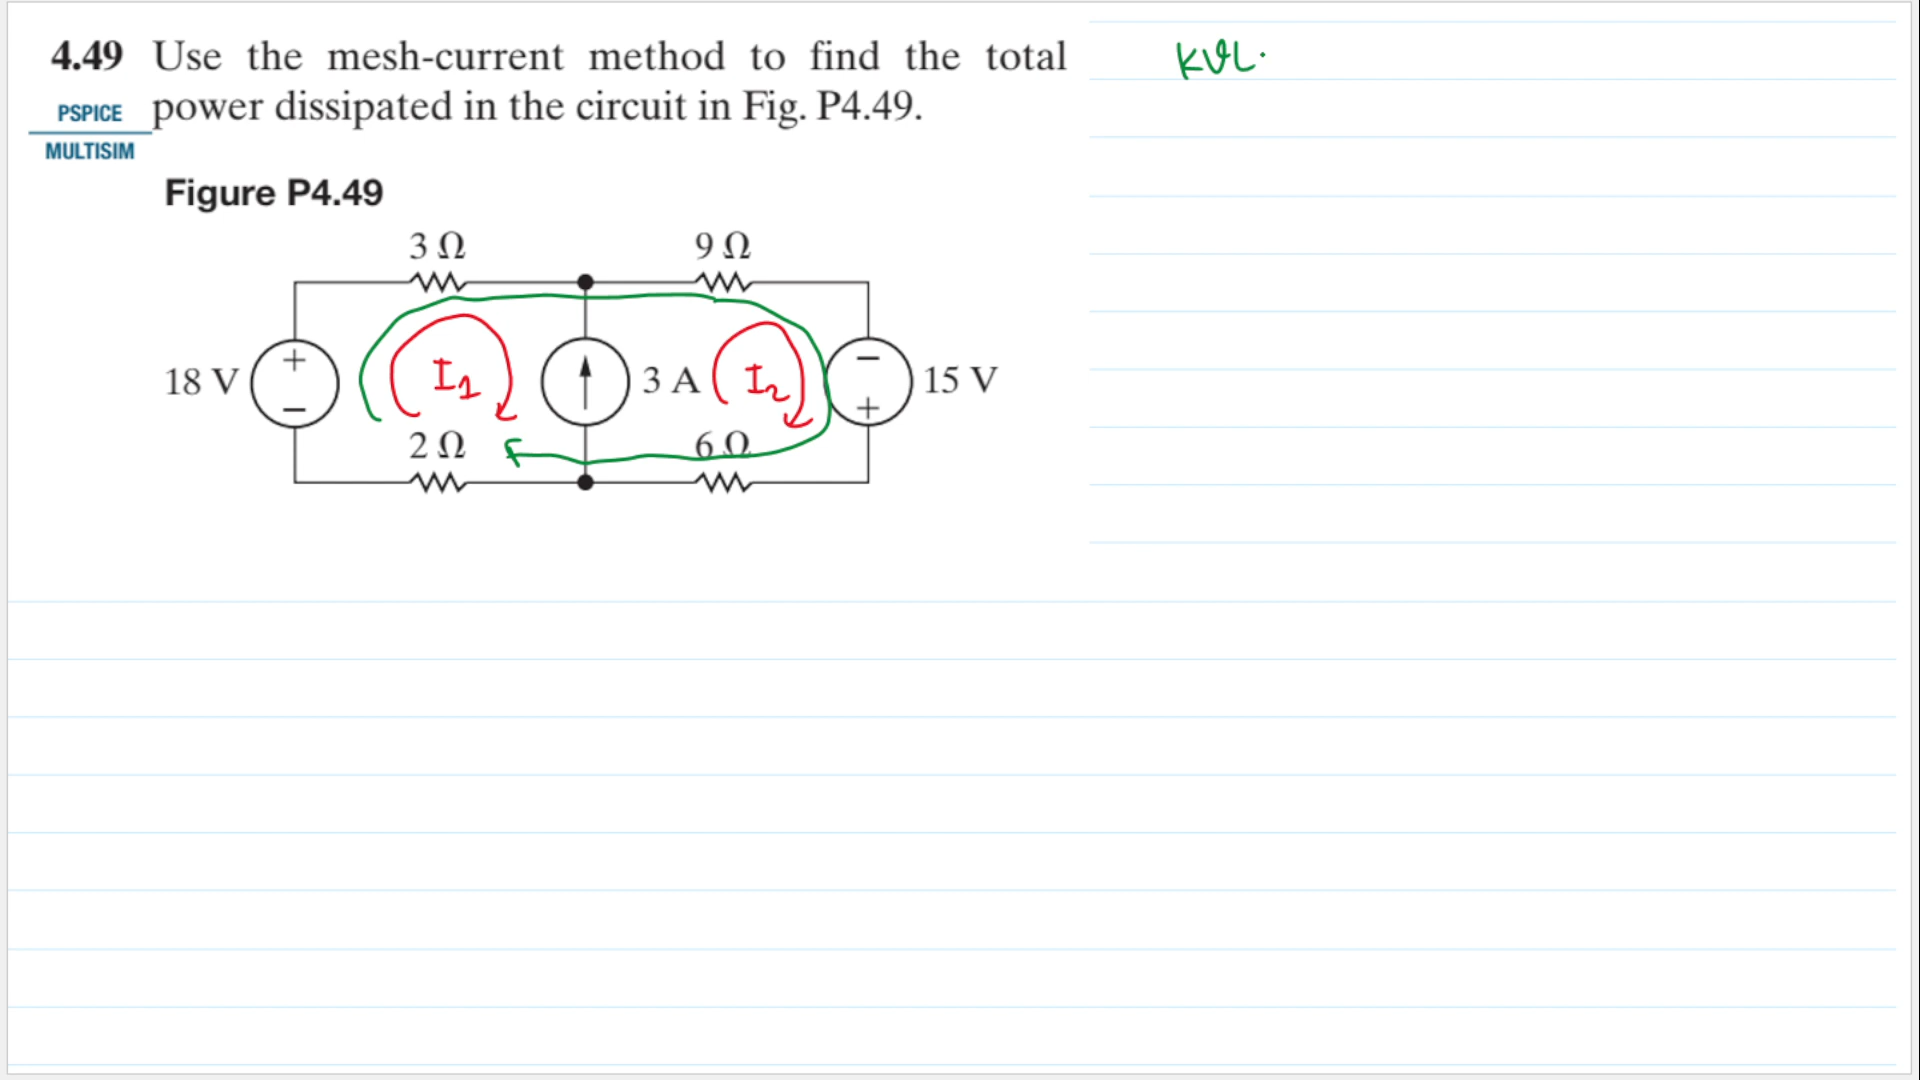 4.49 Use the mesh-current method to find the total
PSPICE power dissipated in the circuit in Fig. P4.49.
MULTISIM
KVL.
Figure P4.49
3 Ω 9 Ω
18 V + − I1 3 A I2 − + 15 V
2 Ω 6 Ω